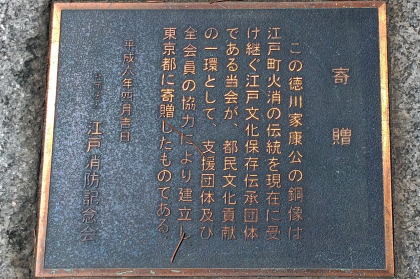 寄贈
この徳川家康公の銅像は
江戸町火消の伝統を現在に受
け継ぐ江戸文化保存伝承団体
である当会が、都民文化貢献
の一環として、支援団体及び
全会員の協力により建立し
東京都に寄贈したものである。
平成八年四月吉日
江戸消防記念会